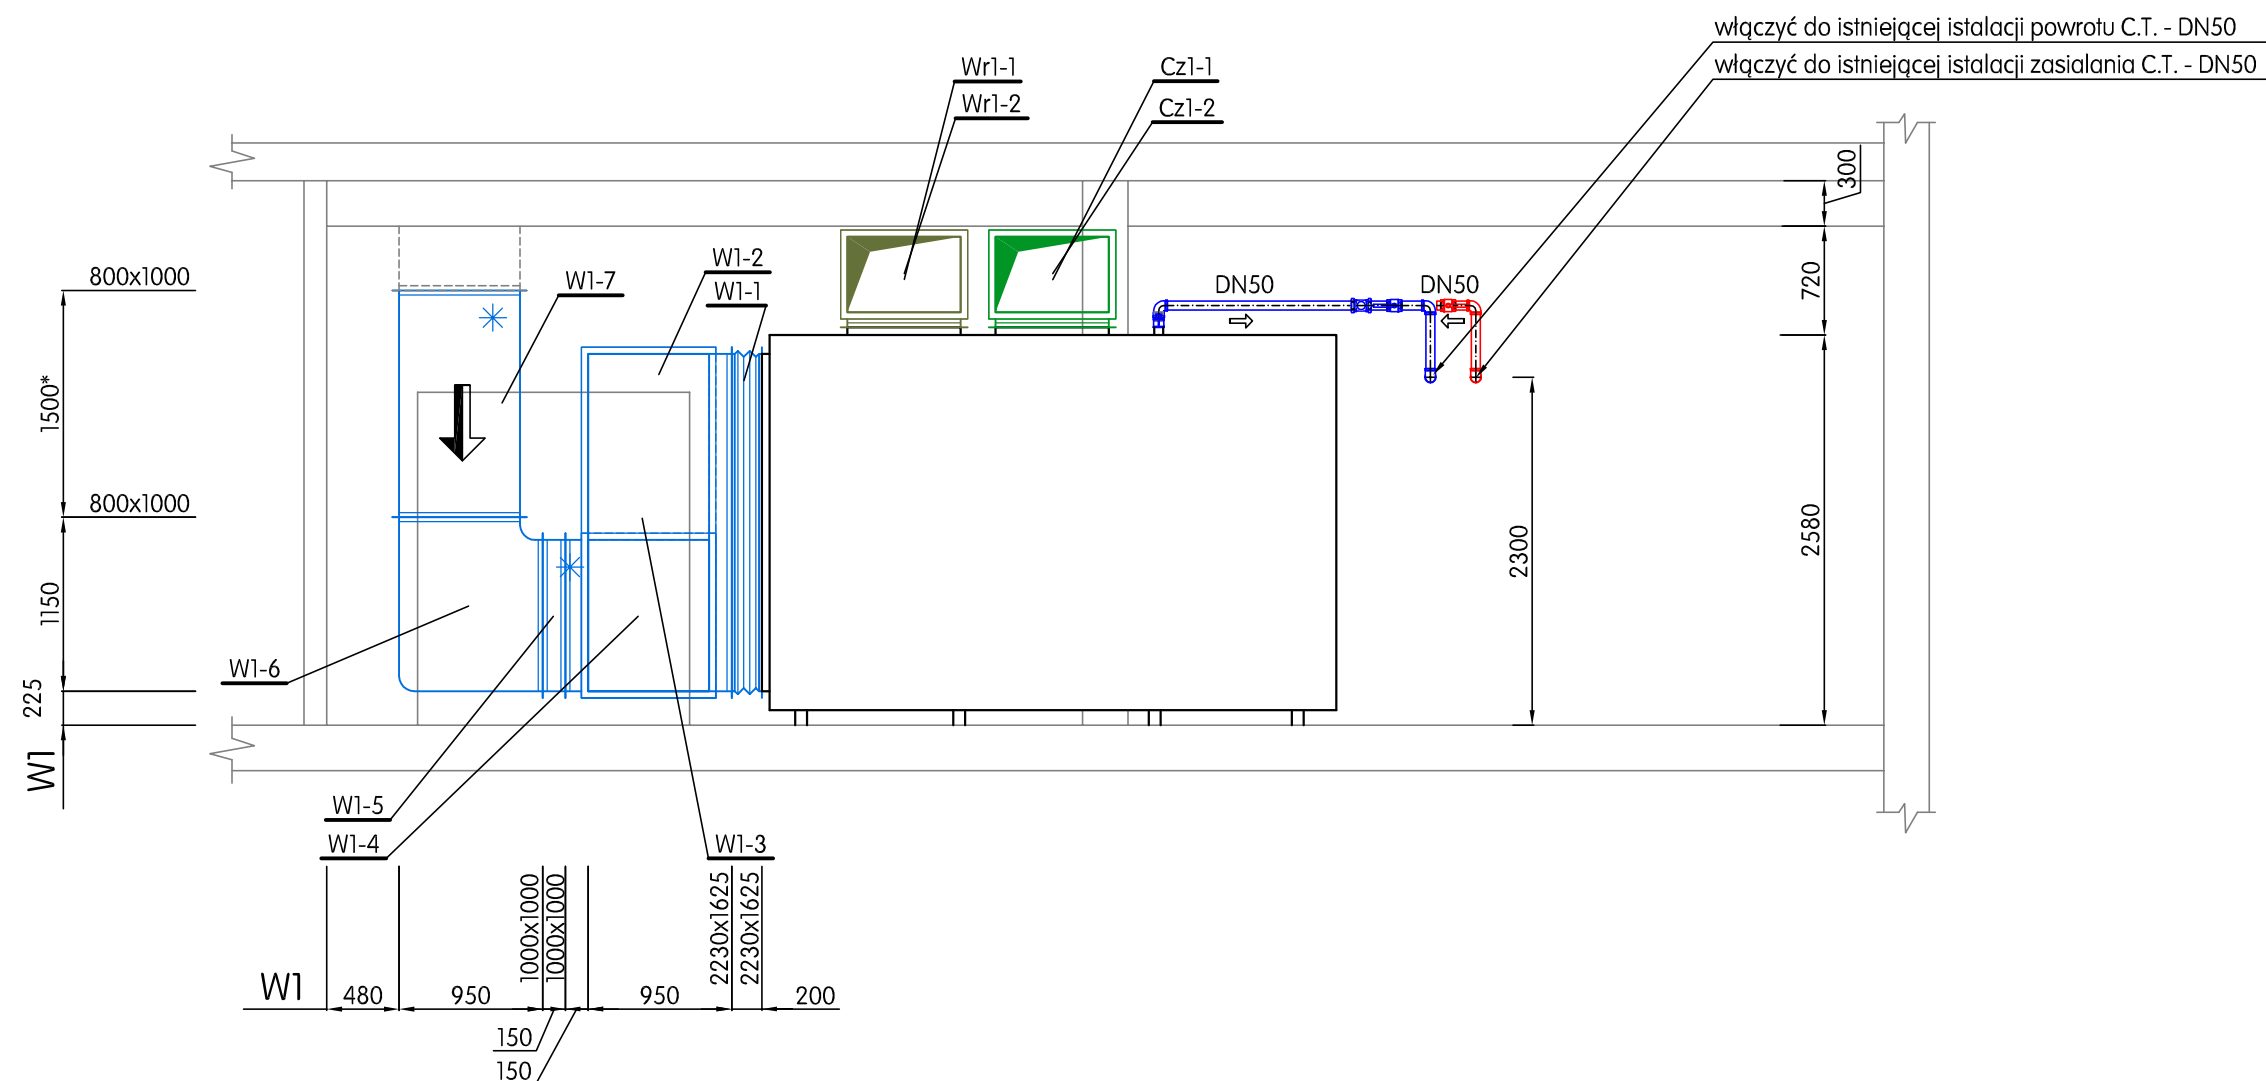 włączyć do istniejącej istalacji powrotu C.T. - DN50
włączyć do istniejącej istalacji zasialania C.T. - DN50
Wr1-1
Wr1-2
Cz1-1
Cz1-2
300
W1-2
W1-1
W1-7
800x1000
DN50
DN50
720
1500*
800x1000
2300
2580
1150
W1-6
225
W1
W1-5
W1-4
W1-3
1000x1000
1000x1000
2230x1625
2230x1625
W1
480
950
950
200
150
150